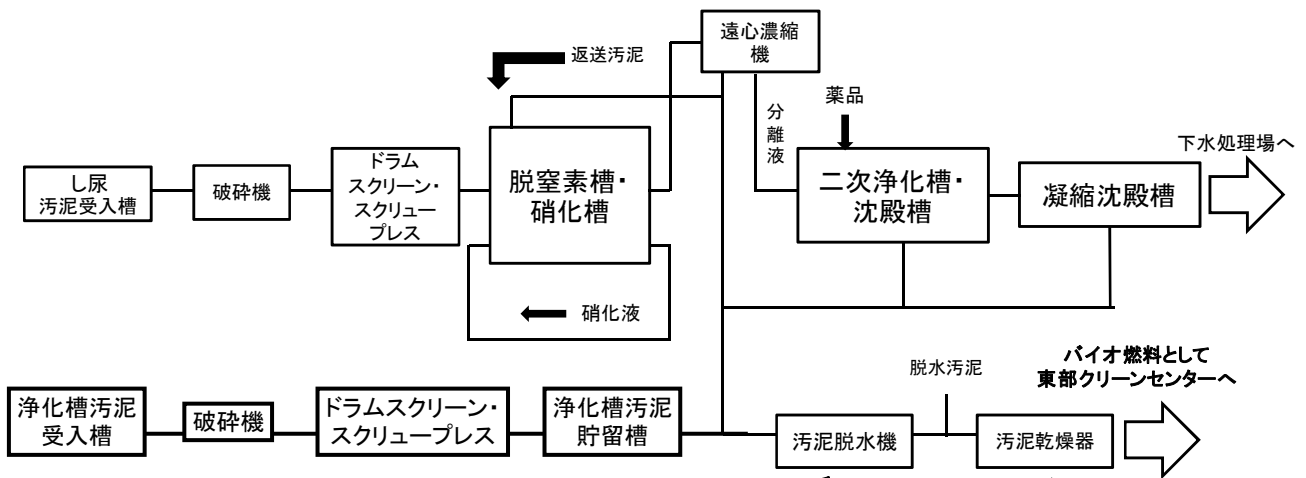 遠心濃縮
機
返送汚泥
分
離
液
薬品
下水処理場へ
し尿
汚泥受入槽
破砕機
ドラム
スクリーン・
スクリュー
プレス
脱窒素槽・
硝化槽
二次浄化槽・
沈殿槽
凝縮沈殿槽
硝化液
浄化槽汚泥
受入槽
破砕機
ドラムスクリーン・
スクリュープレス
浄化槽汚泥
貯留槽
汚泥脱水機
脱水汚泥
汚泥乾燥器
バイオ燃料として
東部クリーンセンターへ